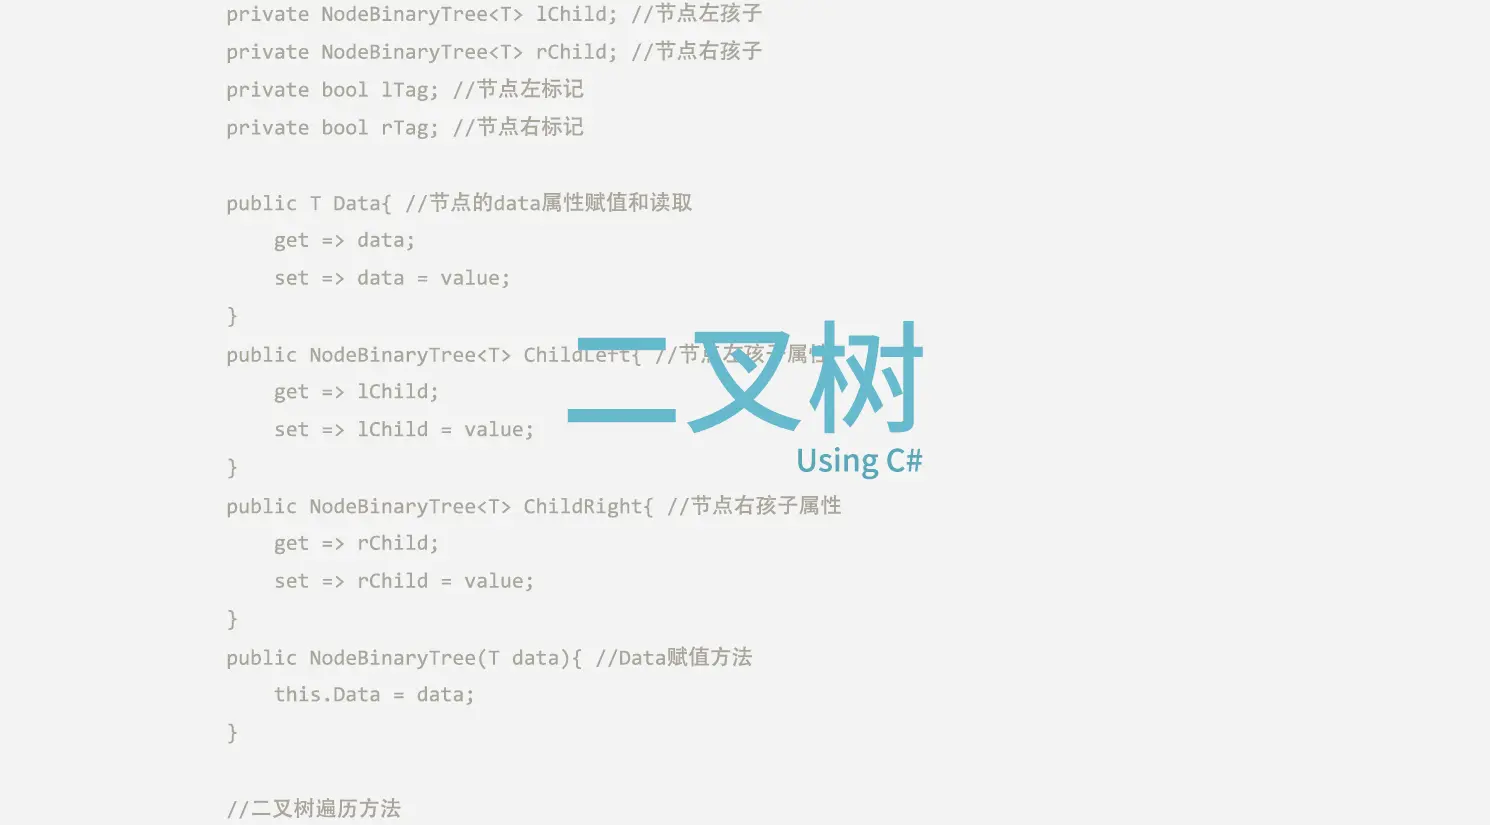 private NodeBinaryTree<T> lChild; //节点左孩子
private NodeBinaryTree<T> rChild; //节点右孩子
private bool lTag; //节点左标记
private bool rTag; //节点右标记
public T Data{ //节点的data属性赋值和读取
get => data;
set => data = value;
}
public NodeBinaryTree<T> ChildLeft{ //节点左孩子属性
get => lChild;
set => lChild = value;
}
二叉树
Using C#
public NodeBinaryTree<T> ChildRight{ //节点右孩子属性
get => rChild;
set => rChild = value;
}
public NodeBinaryTree(T data){ //Data赋值方法
this.Data = data;
}
//二叉树遍历方法